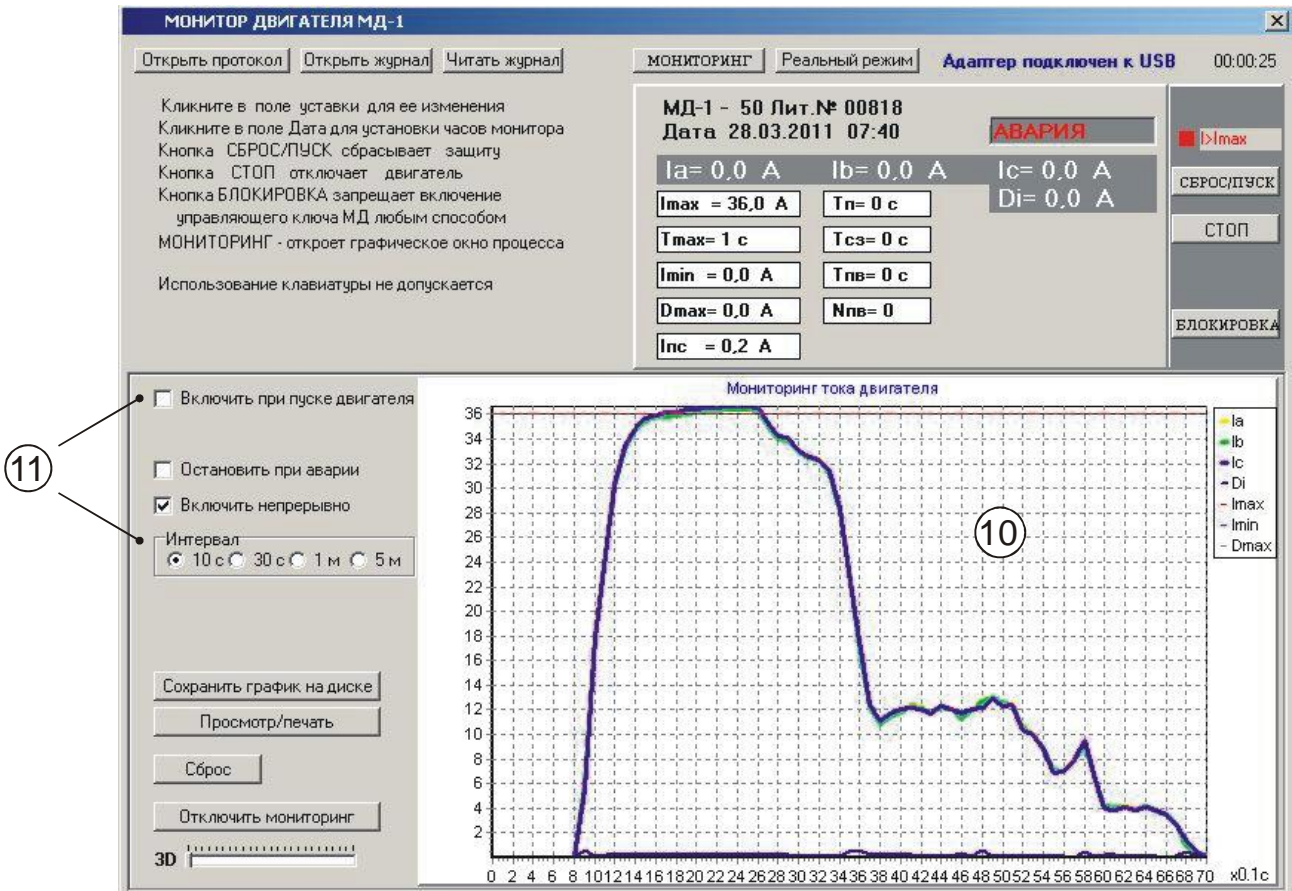 МОНИТОР ДВИГАТЕЛЯ МД-1
Открыть протокол Открыть журнал Читать журнал МОНИТОРИНГ Реальный режим Адаптер подключен к USB 00:00:25
Кликните в поле уставки для ее изменения
Кликните в поле Дата для установки часов монитора
Кнопка СБРОС/ПУСК сбрасывает защиту
Кнопка СТОП отключает двигатель
Кнопка БЛОКИРОВКА запрещает включение
управляющего ключа МД любым способом
МОНИТОРИНГ - откроет графическое окно процесса
Использование клавиатуры не допускается
МД-1 - 50 Лит.№ 00818
Дата 28.03.2011 07:40 АВАРИЯ
Ia= 0,0 A Ib= 0,0 A Ic= 0,0 A
Di= 0,0 A
Imax = 36,0 A Тп= 0 с
Tmax= 1 с Тсз= 0 с
Imin = 0,0 A Тпв= 0 с
Dmax= 0,0 A Nпв= 0
Iпс = 0,2 A
I>Imax
СБРОС/ПУСК
СТОП
БЛОКИРОВКА
11
Включить при пуске двигателя
Остановить при аварии
Включить непрерывно
Интервал
10 с 30 с 1 м 5 м
Сохранить график на диске
Просмотр/печать
Сброс
Отключить мониторинг
3D
Мониторинг тока двигателя
36
34
32
30
28
26
24
22
20
18
16
14
12
10
8
6
4
2
10
Ia
Ib
Ic
Di
Imax
Imin
Dmax
0 2 4 6 8 10 12 14 16 18 20 22 24 26 28 30 32 34 36 38 40 42 44 46 48 50 52 54 56 58 60 62 64 66 68 70 x0.1с